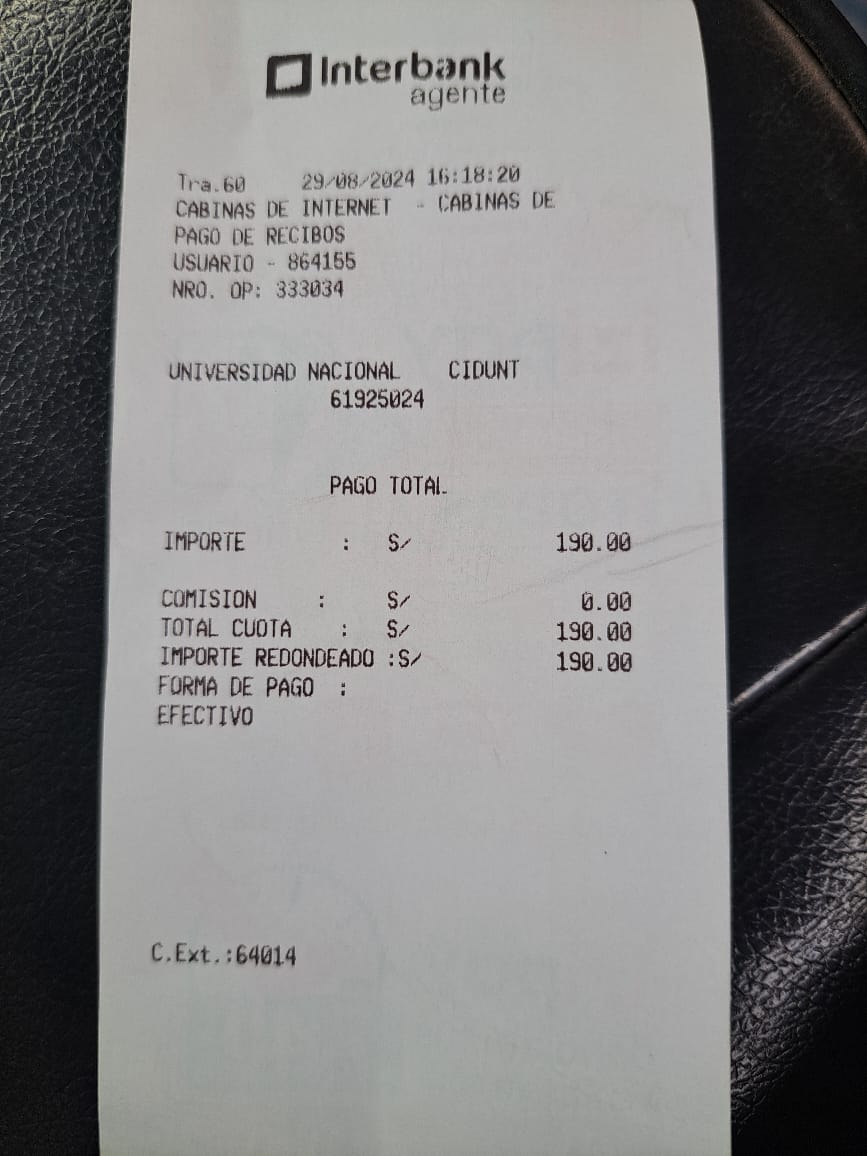 Interbank
agente
Tra.60 29/08/2024 16:18:20
CABINAS DE INTERNET - CABINAS DE
PAGO DE RECIBOS
USUARIO - 864155
NRO. OP: 333034
UNIVERSIDAD NACIONAL CIDUNT
61925024
PAGO TOTAL
IMPORTE : S/ 190.00
COMISION : S/ 0.00
TOTAL CUOTA : S/ 190.00
IMPORTE REDONDEADO :S/ 190.00
FORMA DE PAGO :
EFECTIVO
C.Ext.:64014